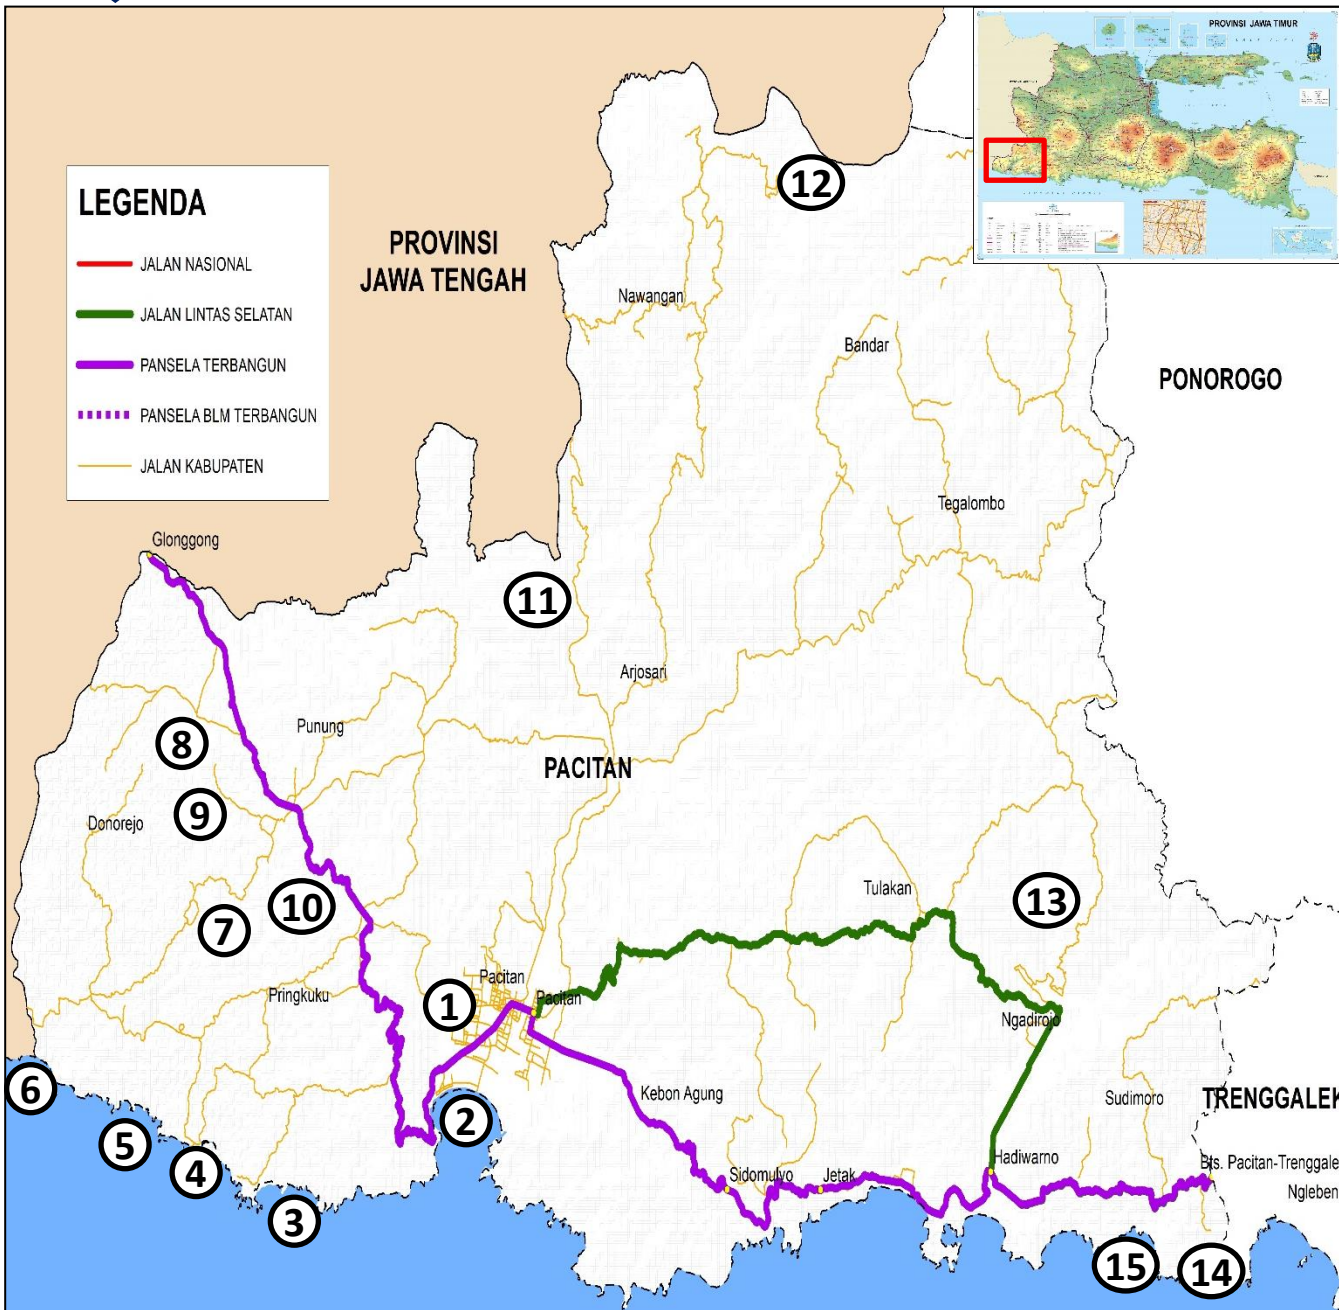 PROVINSI JAWA TIMUR
LEGENDA
JALAN NASIONAL
JALAN LINTAS SELATAN
PANSELA TERBANGUN
PANSELA BLM TERBANGUN
JALAN KABUPATEN
PROVINSI
JAWA TENGAH
12
Nawangan
Bandar
PONOROGO
Tegalombo
Glonggong
11
Arjosari
Punung
8
PACITAN
9
Donorejo
10
7
Tulakan
13
Pringkuku
1
Pacitan
Pacitan
Ngadirojo
6
Kebon Agung
Sudimoro
TRENGGALEK
2
5
4
3
Sidomulyo
Jetak
Hadiwarno
Bts. Pacitan-Trenggale
Ngleben
15
14